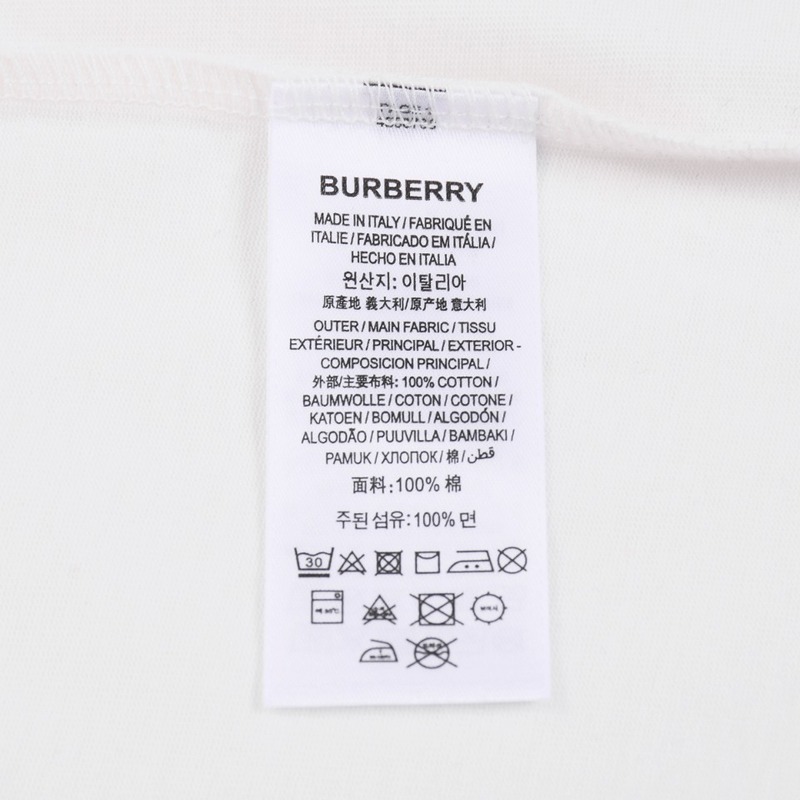 BURBERRY
MADE IN ITALY / FABRIQUÉ EN
ITALIE / FABRICADO EM ITÁLIA /
HECHO EN ITALIA
원산지: 이탈리아
原產地 義大利/原产地 意大利
OUTER / MAIN FABRIC / TISSU
EXTÉRIEUR / PRINCIPAL / EXTERIOR -
COMPOSICION PRINCIPAL /
外部/主要布料: 100% COTTON /
BAUMWOLLE / COTON / COTONE /
KATOEN / BOMULL / ALGODÓN /
ALGODÃO / PUUVILLA / BAMBAKI /
PAMUK / ХЛОПОК / 棉 / قطن
面料: 100% 棉
주된 섬유: 100% 면
30